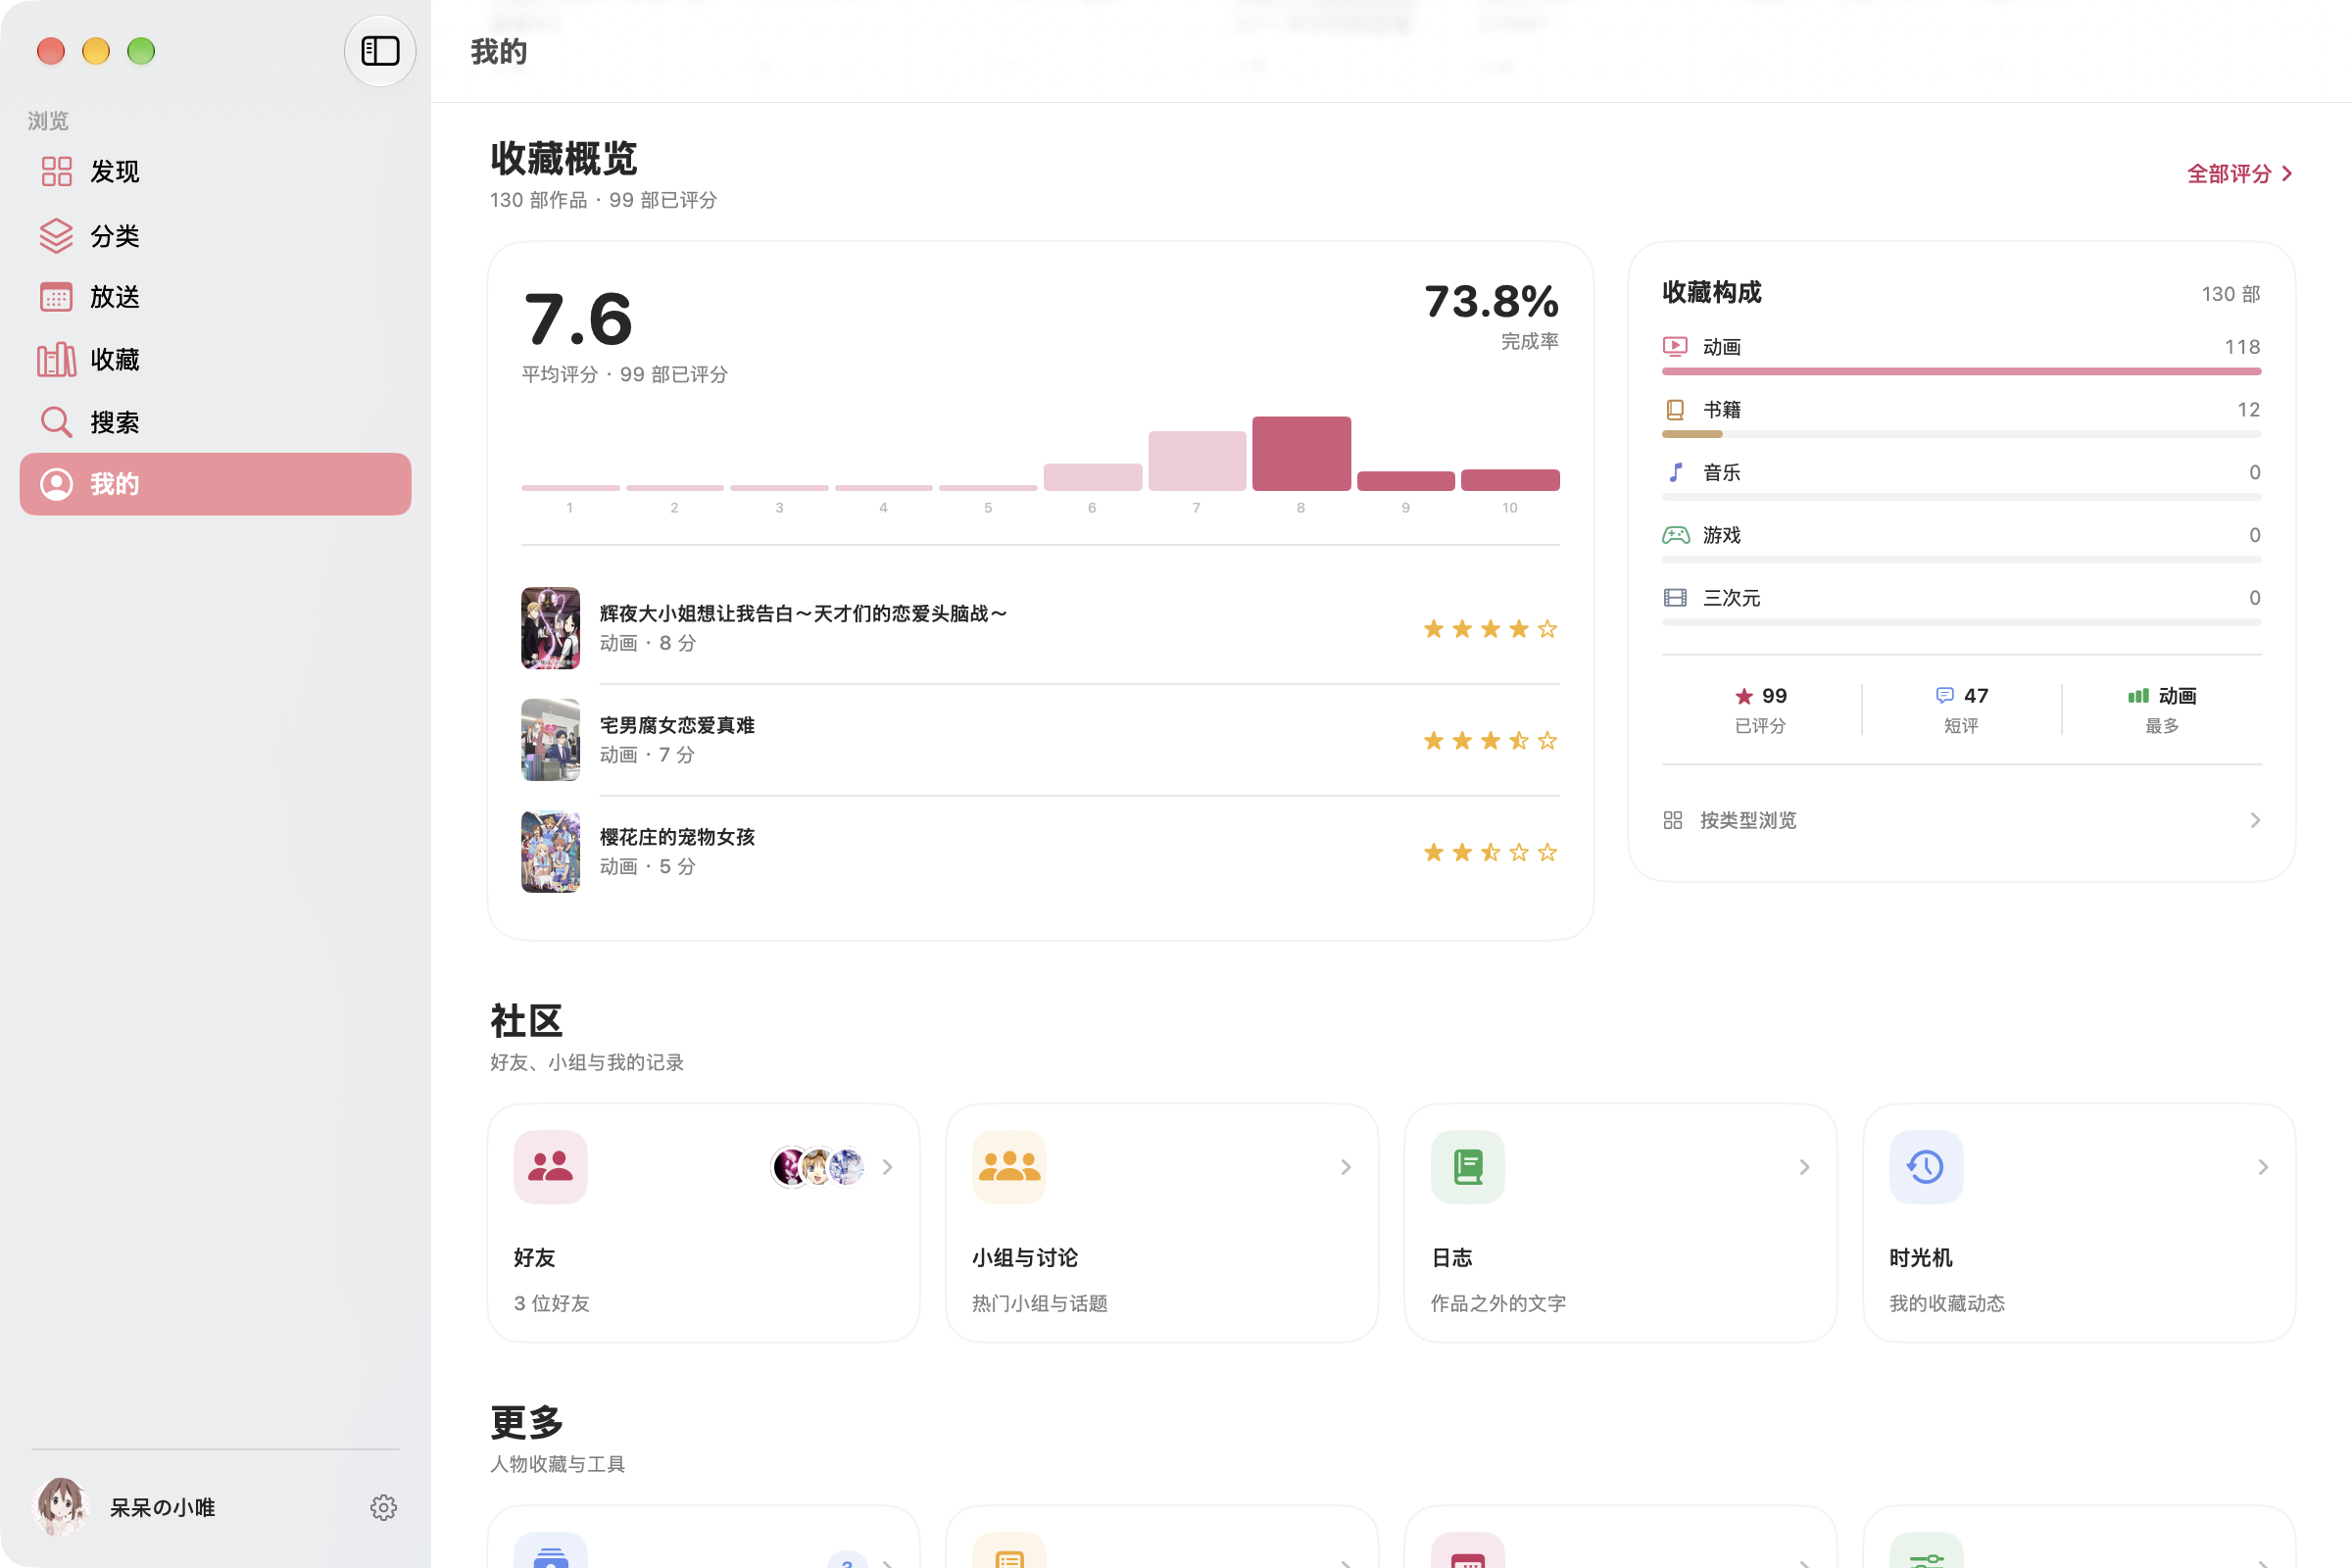 浏览
发现
分类
放送
收藏
搜索
我的
呆呆の小唯
我的
收藏概览
130 部作品 · 99 部已评分
全部评分
7.6
平均评分 · 99 部已评分
73.8%
完成率
1 2 3 4 5 6 7 8 9 10
辉夜大小姐想让我告白～天才们的恋爱头脑战～
动画 · 8 分
宅男腐女恋爱真难
动画 · 7 分
樱花庄的宠物女孩
动画 · 5 分
收藏构成
130 部
动画 118
书籍 12
音乐 0
游戏 0
三次元 0
99
已评分
47
短评
动画
最多
按类型浏览
社区
好友、小组与我的记录
好友
3 位好友
小组与讨论
热门小组与话题
日志
作品之外的文字
时光机
我的收藏动态
更多
人物收藏与工具